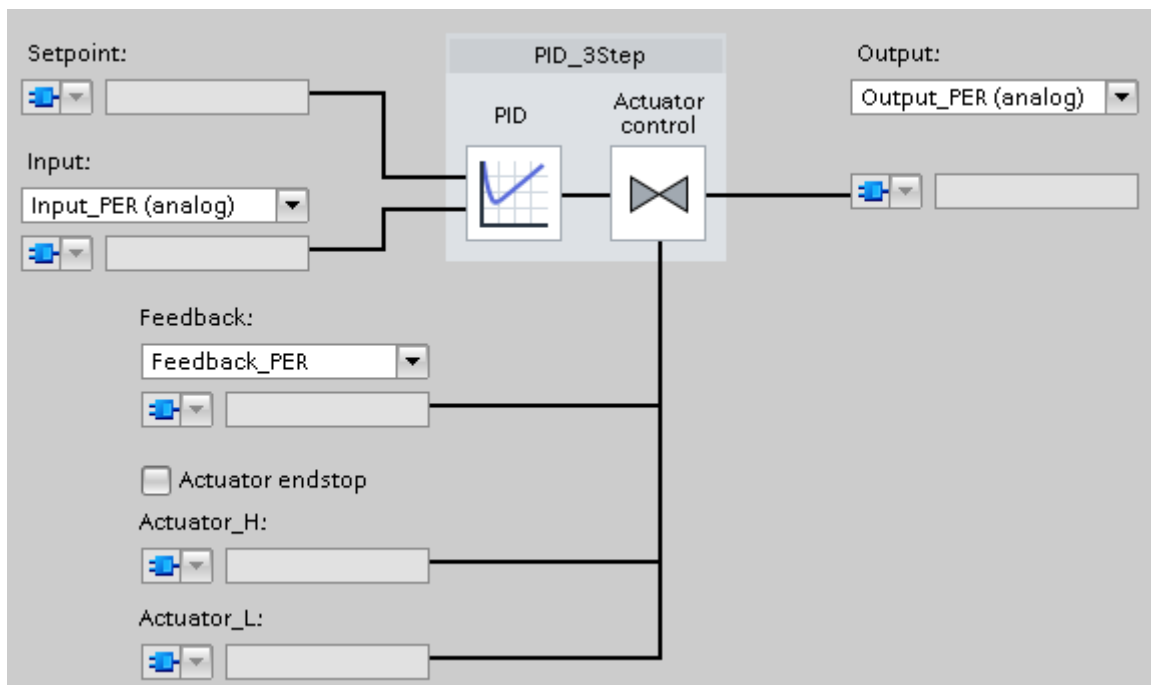 Setpoint:
PID_3Step
Output:
Output_PER (analog)
PID
Actuator
control
Input:
Input_PER (analog)
Feedback:
Feedback_PER
Actuator endstop
Actuator_H:
Actuator_L: